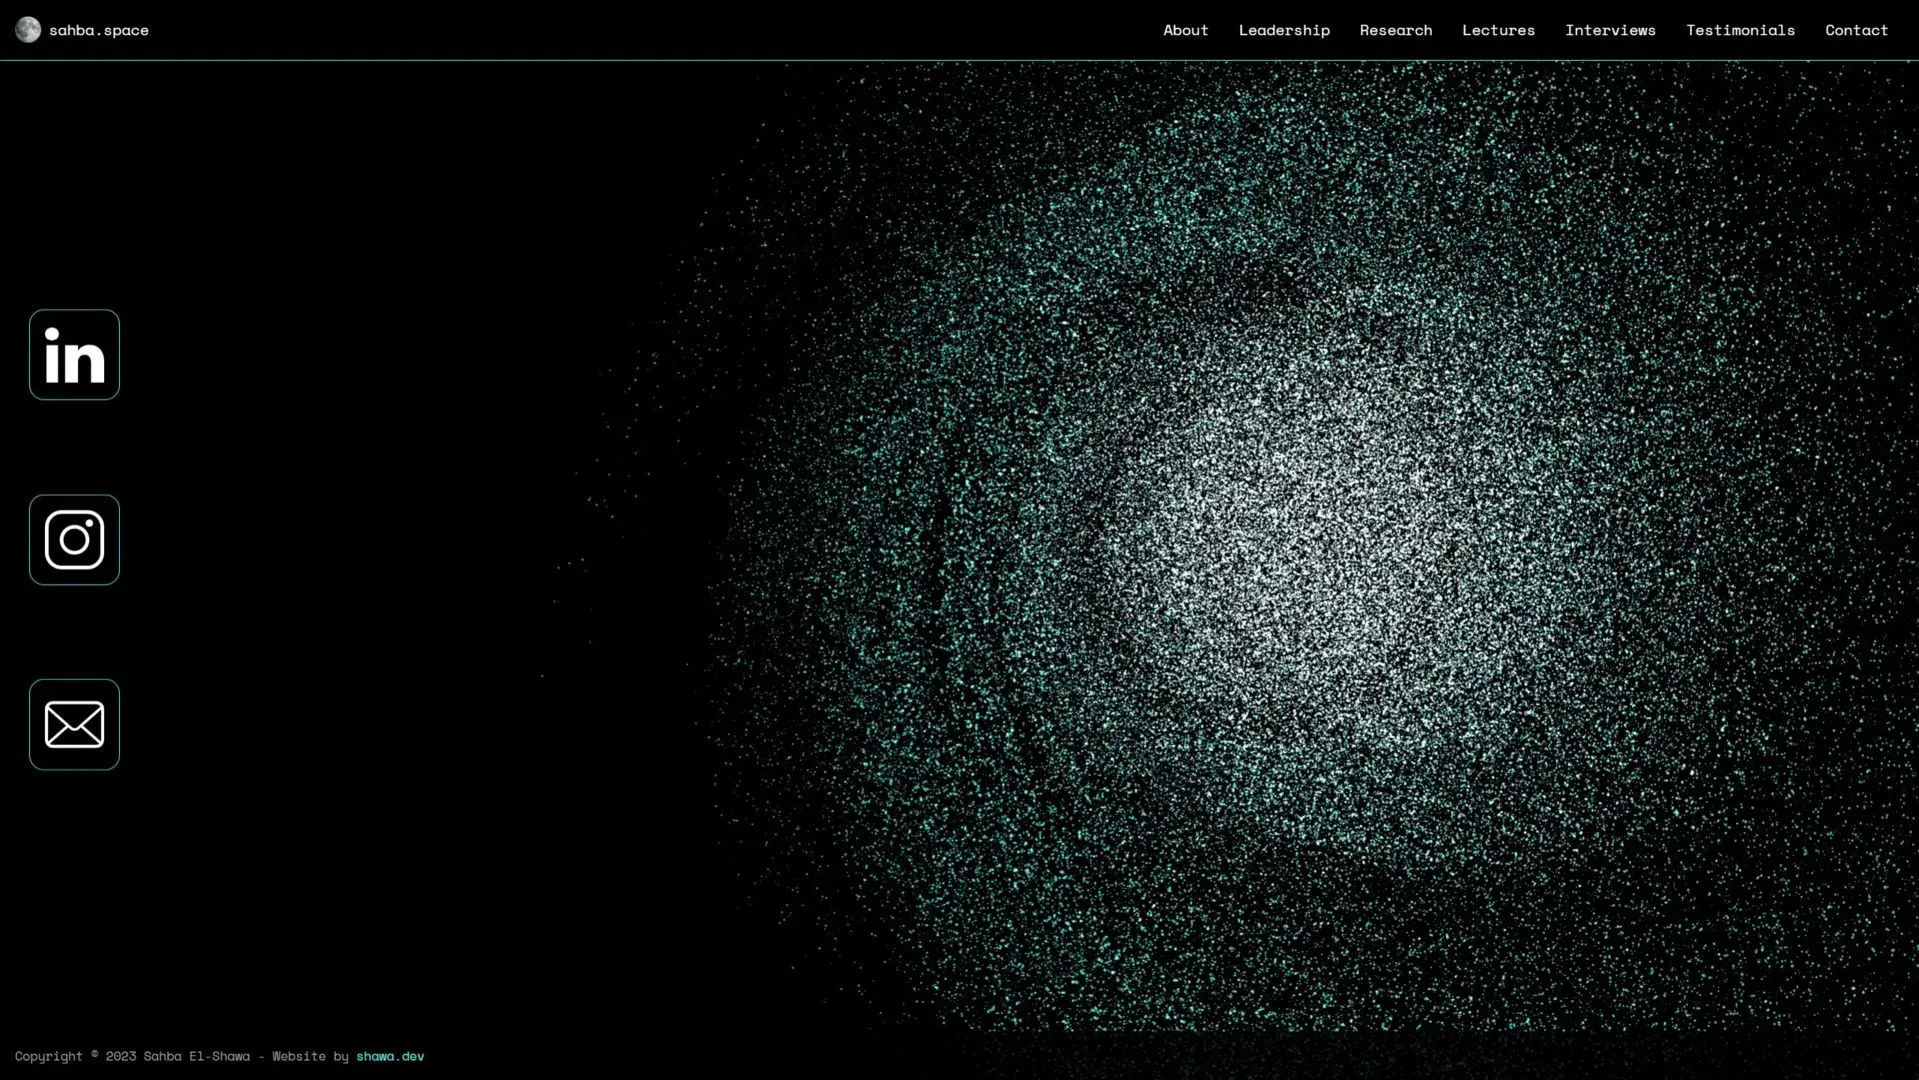 sahba.space
About Leadership Research Lectures Interviews Testimonials Contact
in
Copyright © 2023 Sahba El-Shawa - Website by shawa.dev